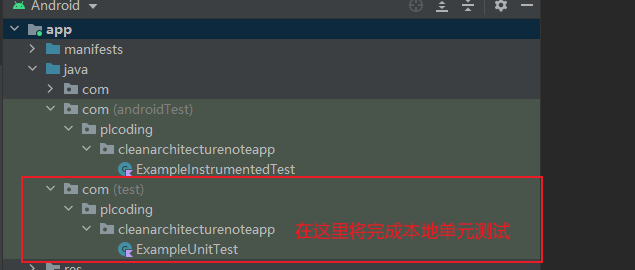 Android
app
manifests
java
com
com (androidTest)
plcoding
cleanarchitecturenoteapp
ExampleInstrumentedTest
com (test)
plcoding
cleanarchitecturenoteapp 在这里将完成本地单元测试
ExampleUnitTest
res